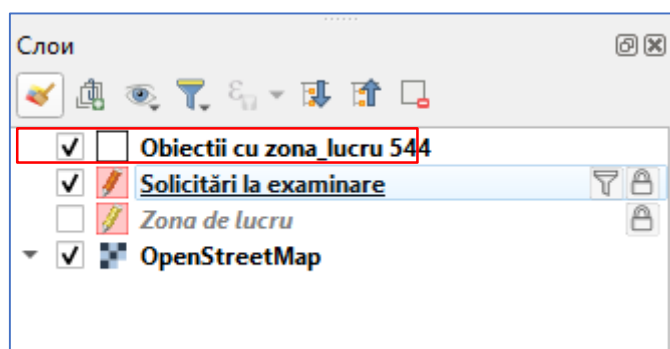 Слои
Obiectii cu zona_lucru 544
Solicitări la examinare
Zona de lucru
OpenStreetMap